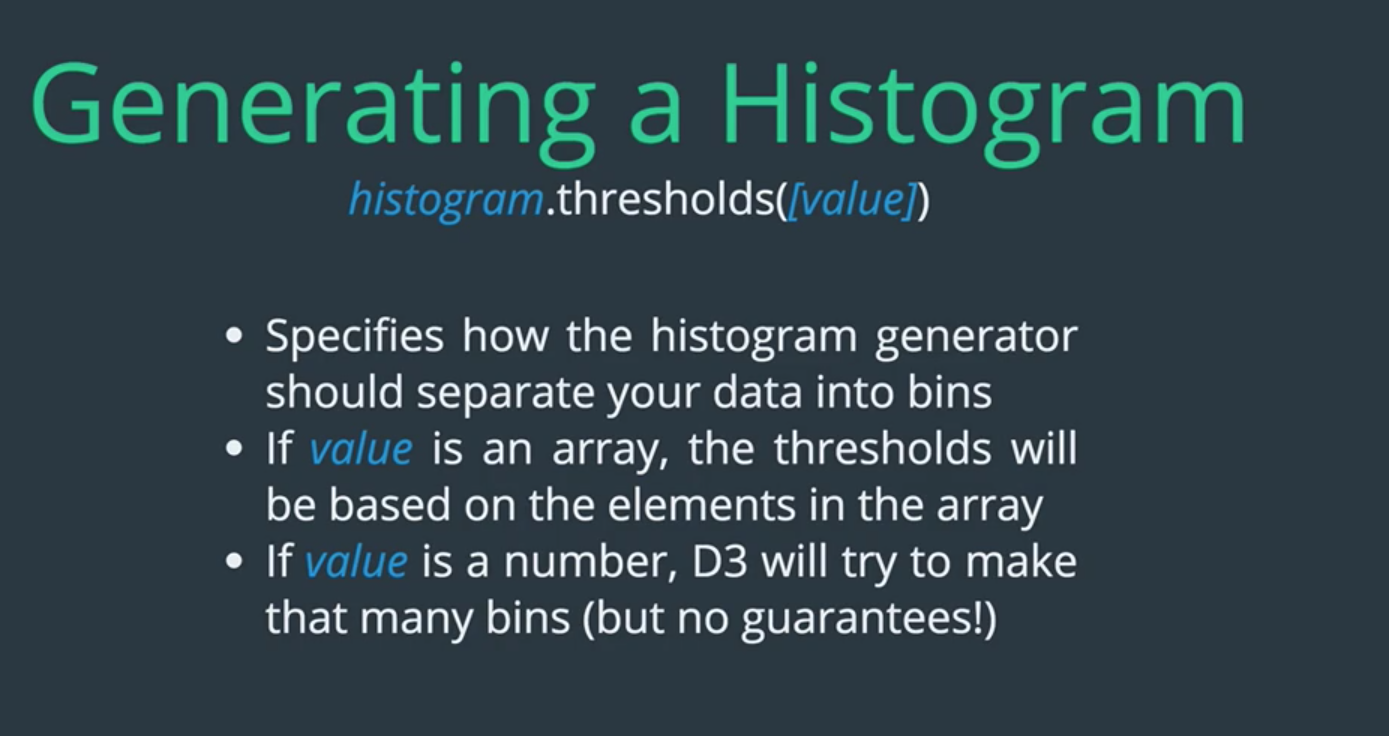 Generating a Histogram
histogram.thresholds([value])
• Specifies how the histogram generator
should separate your data into bins
• If value is an array, the thresholds will
be based on the elements in the array
• If value is a number, D3 will try to make
that many bins (but no guarantees!)